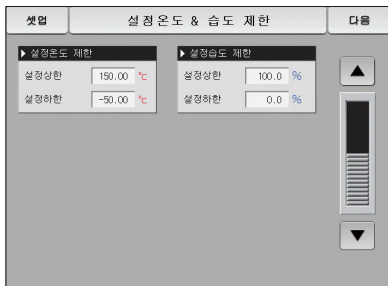 셋업 설정온도 & 습도 제한 다음
▶ 설정온도 제한 ▶ 설정습도 제한
설정상한 150.00 ℃ 설정상한 100.0 %
설정하한 -50.00 ℃ 설정하한 0.0 %